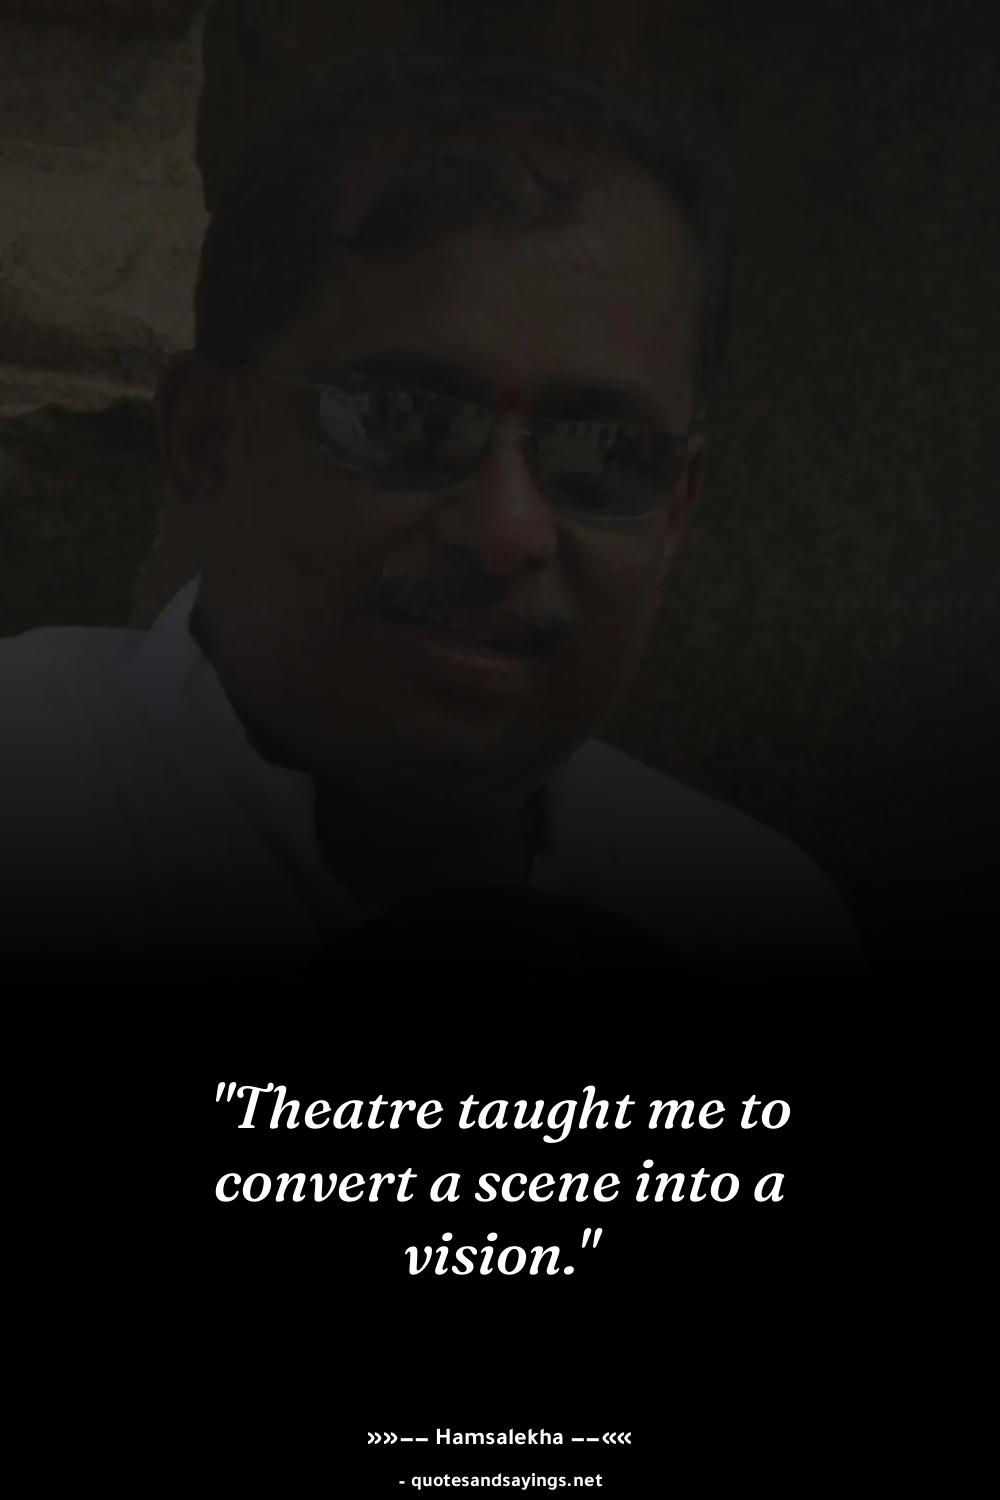 "Theatre taught me to
convert a scene into a
vision."
»»−− Hamsalekha −−««
- quotesandsayings.net